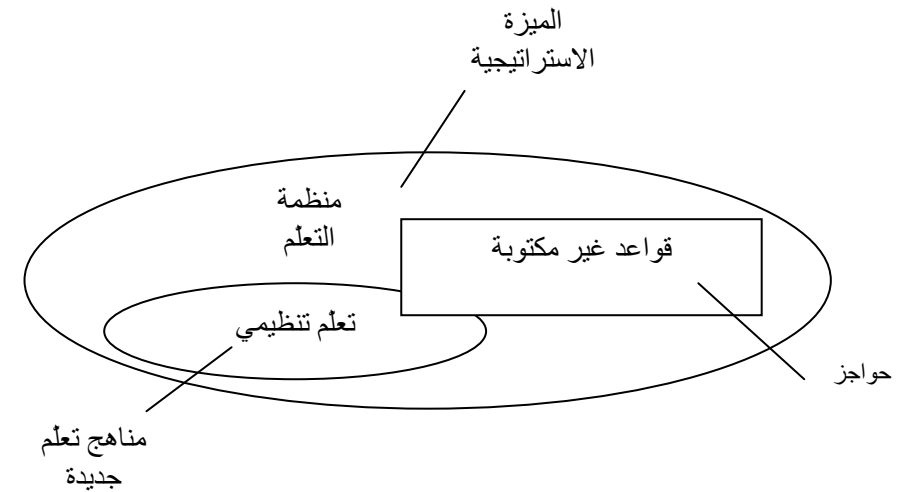 الميزة
الاستراتيجية
منظمة
التعلّم
قواعد غير مكتوبة
تعلّم تنظيمي
حواجز
مناهج تعلّم
جديدة